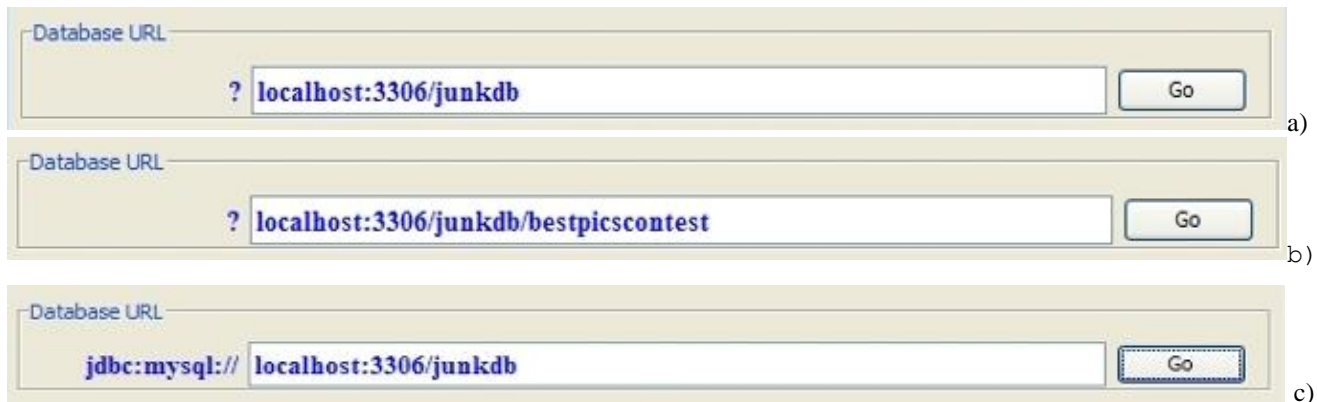 Database URL
? localhost:3306/junkdb Go
a)
Database URL
? localhost:3306/junkdb/bestpicscontest Go
b)
Database URL
jdbc:mysql:// localhost:3306/junkdb Go
c)